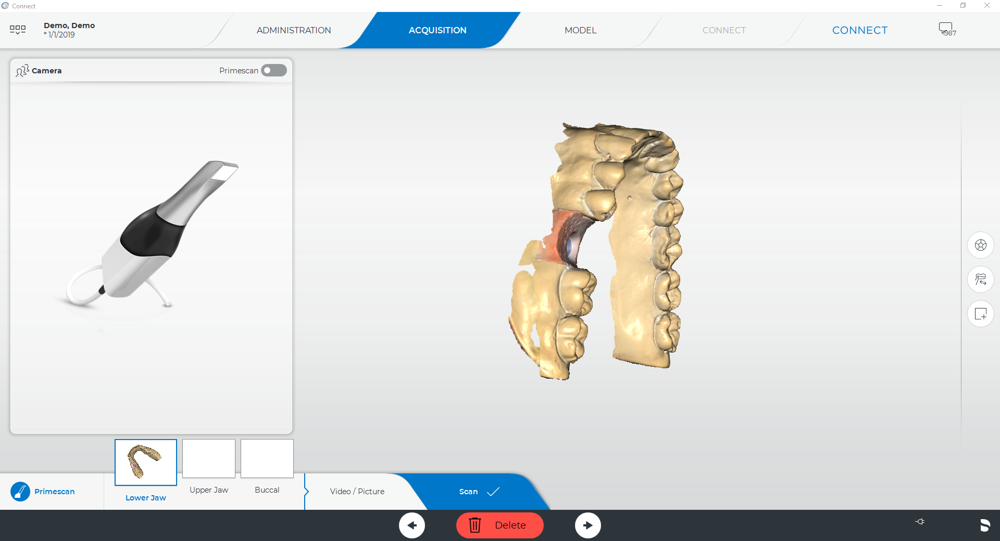 Connect
Demo, Demo
* 1/1/2019
ADMINISTRATION
ACQUISITION
MODEL
CONNECT
CONNECT
1987
Camera
Primescan
Primescan
Lower Jaw
Upper Jaw
Buccal
Video / Picture
Scan
Delete